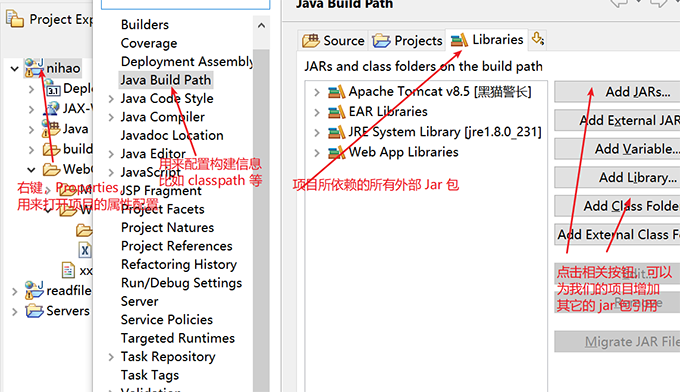 Project Exp
nihao
Deplo
JAX-W
Java
build
WebC
M
W
xx
readfile
Servers
右键，Properties
用来打开项目的属性配置
Builders
Coverage
Deployment Assembly
Java Build Path
Java Code Style
Java Compiler
Javadoc Location
Java Editor
JavaScript
JSP Fragment
Project Facets
Project Natures
Project References
Refactoring History
Run/Debug Settings
Server
Service Policies
Targeted Runtimes
Task Repository
Task Tags
Validation
用来配置构建信息
比如 classpath 等
Java Build Path
Source
Projects
Libraries
JARs and class folders on the build path
Apache Tomcat v8.5 [黑猫警长]
EAR Libraries
JRE System Library [jre1.8.0_231]
Web App Libraries
项目所依赖的所有外部 Jar 包
Add JARs...
Add External JAR
Add Variable...
Add Library...
Add Class Folde
Add External Class Fo
Edit...
Remove
Migrate JAR File
点击相关按钮，可以
为我们的项目增加
其它的 jar 包引用